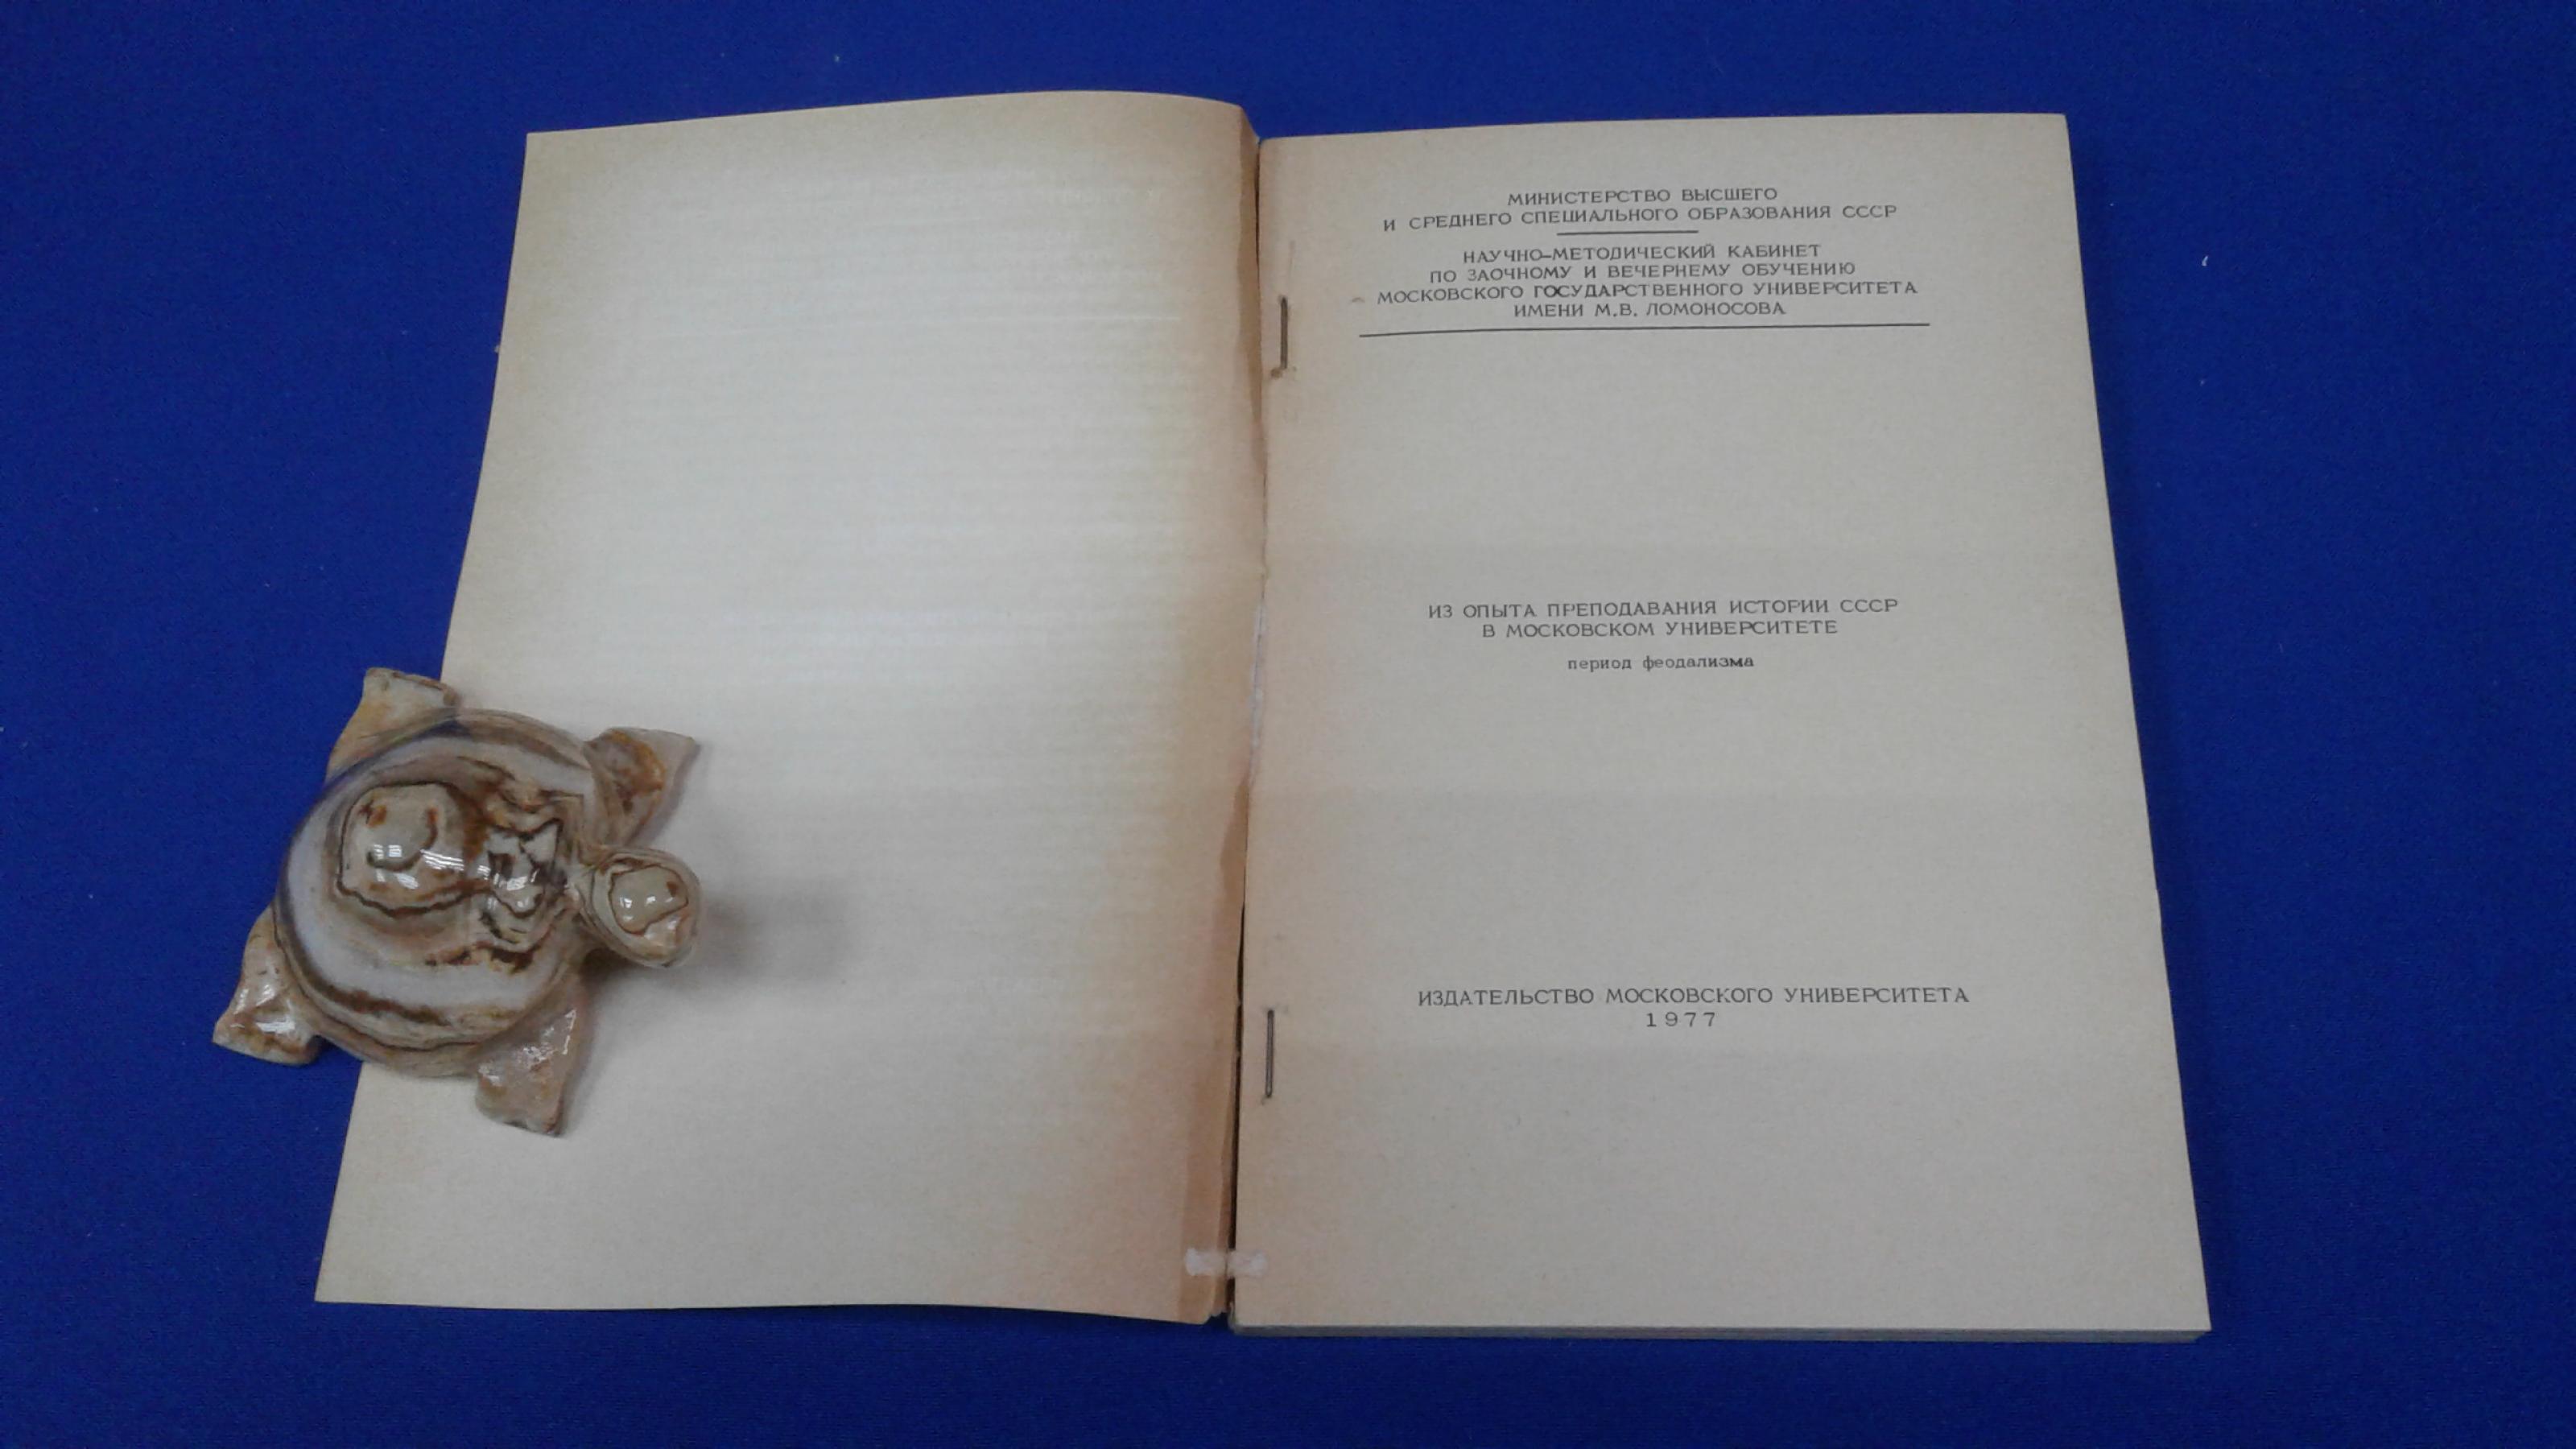 МИНИСТЕРСТВО ВЫСШЕГО
И СРЕДНЕГО СПЕЦИАЛЬНОГО ОБРАЗОВАНИЯ СССР
НАУЧНО-МЕТОДИЧЕСКИЙ КАБИНЕТ
ПО ЗАОЧНОМУ И ВЕЧЕРНЕМУ ОБУЧЕНИЮ
МОСКОВСКОГО ГОСУДАРСТВЕННОГО УНИВЕРСИТЕТА
ИМЕНИ М.В. ЛОМОНОСОВА
ИЗ ОПЫТА ПРЕПОДАВАНИЯ ИСТОРИИ СССР
В МОСКОВСКОМ УНИВЕРСИТЕТЕ
период феодализма
ИЗДАТЕЛЬСТВО МОСКОВСКОГО УНИВЕРСИТЕТА
1977